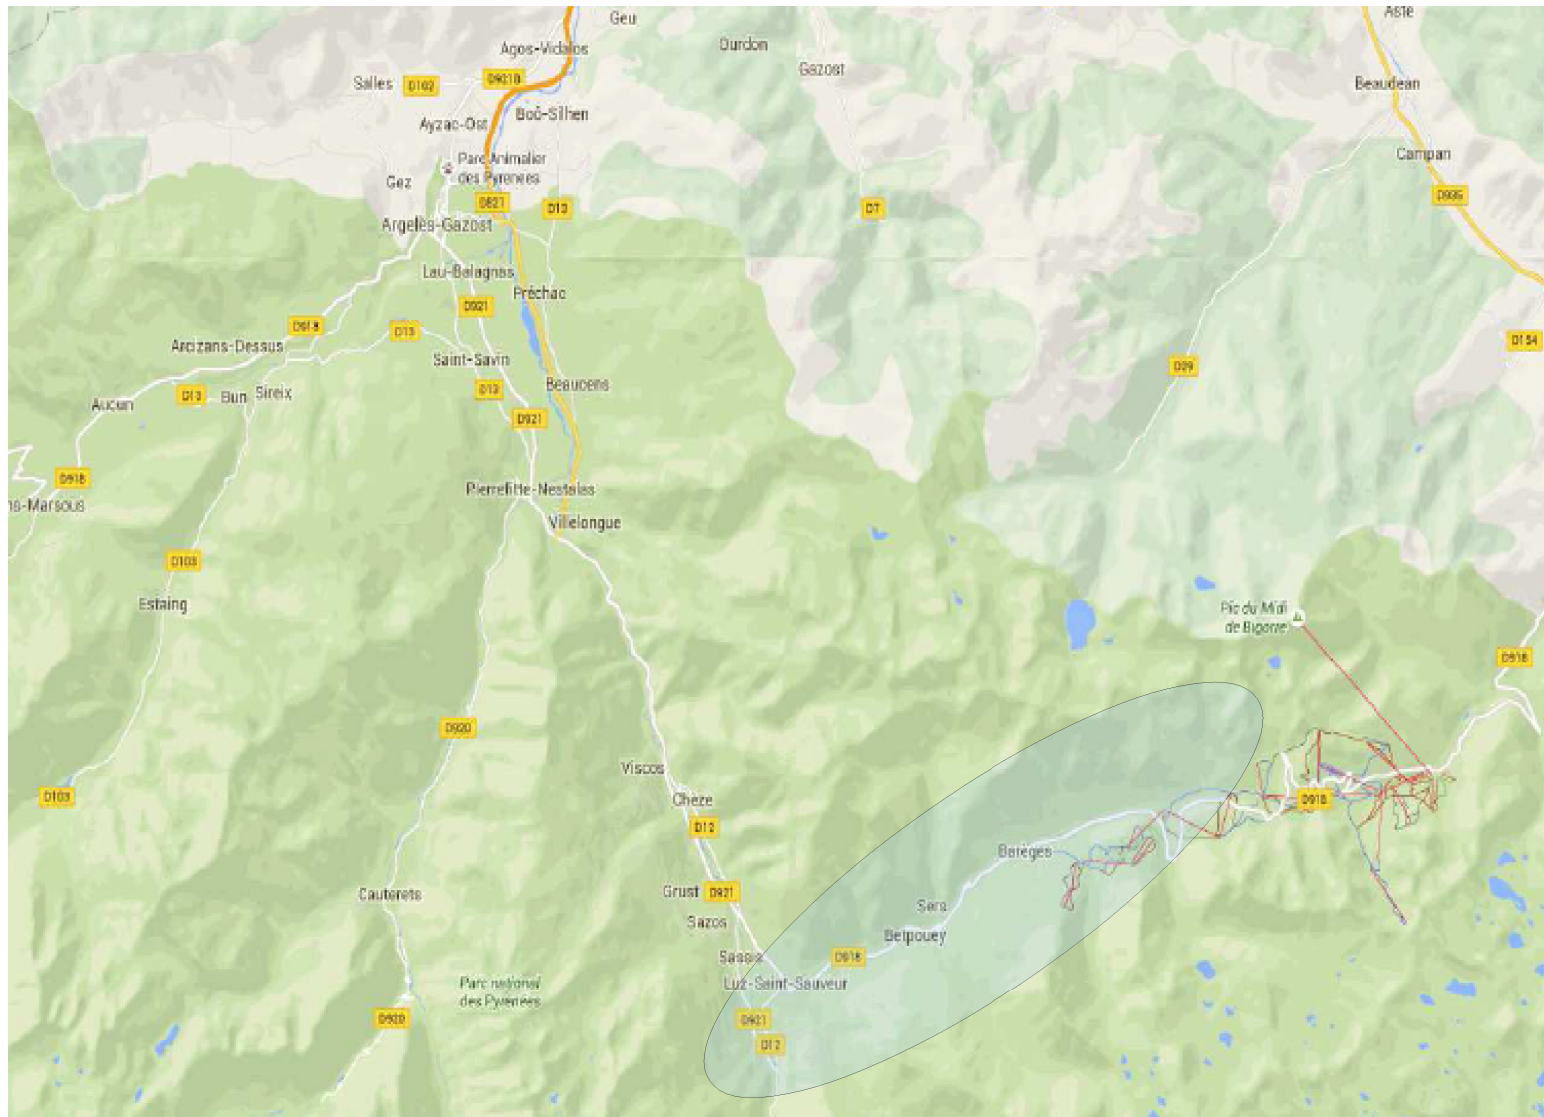 Geu
Aste
Agos-Vidalos
Ourdon
Gazost
Salles
D102
D921B
Beaudean
Boô-Silhen
Ayzac-Ost
Campan
Parc Animalier
des Pyrenees
Gez
D935
D821
D13
D7
Argelès-Gazost
Lau-Balagnas
Préchac
D921
D918
D13
D154
Arcizans-Dessus
Saint-Savin
D29
Beaucens
D13
Bun
Sireix
D13
Aucun
D921
D918
Pierrefitte-Nestalas
ns-Marsous
Villelongue
D103
Estaing
Pic du Midi
de Bigorre
D918
D920
Viscos
D103
Cheze
D918
D12
Barèges
Cauterets
Grust
D921
Sers
Sazos
Betpouey
Sassis
D918
Luz-Saint-Sauveur
Parc national
des Pyrénées
D920
D921
D12